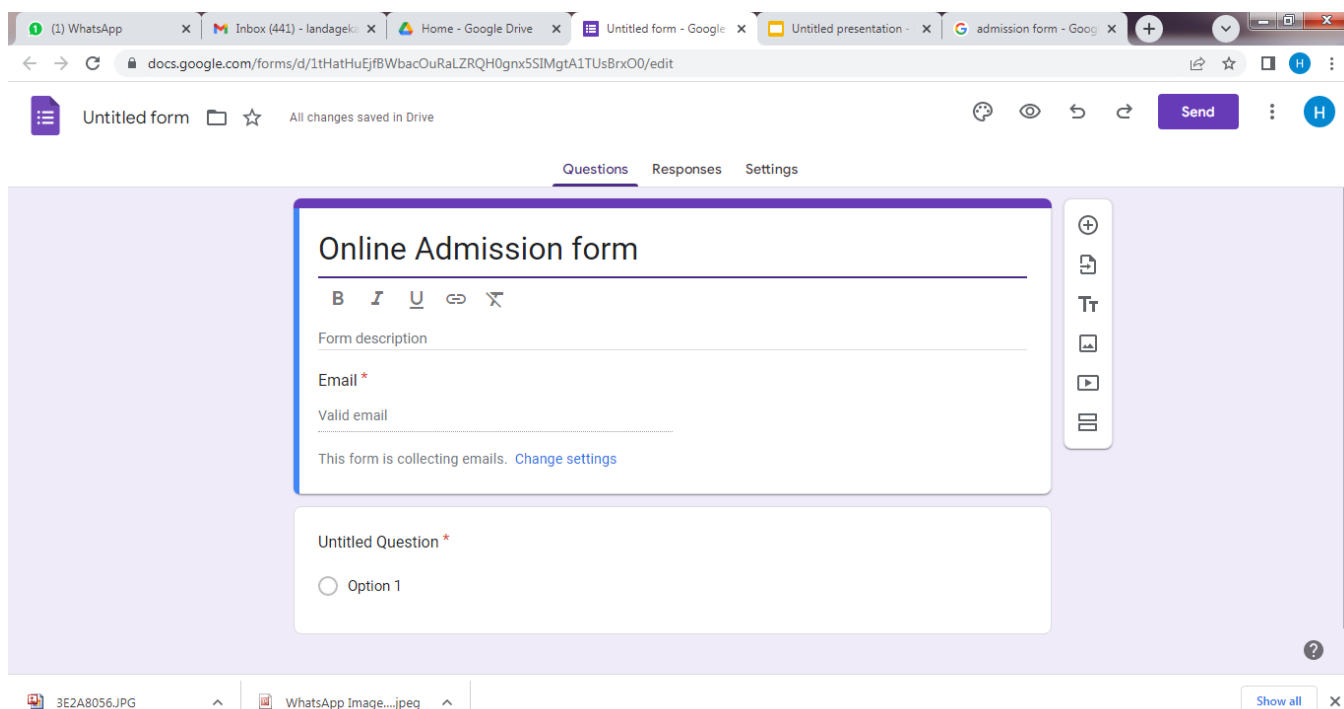 (1) WhatsApp
Inbox (441) - landageka
Home - Google Drive
Untitled form - Google
Untitled presentation -
admission form - Goog
docs.google.com/forms/d/1tHatHuEjfBWbacOuRaLZRQH0gnx5SIMgtA1TUsBrxO0/edit
H
Untitled form
All changes saved in Drive
Send
H
Questions Responses Settings
Online Admission form
B I U
Tт
Form description
Email *
Valid email
This form is collecting emails. Change settings
Untitled Question *
Option 1
3E2A8056.JPG
WhatsApp Image....jpeg
Show all